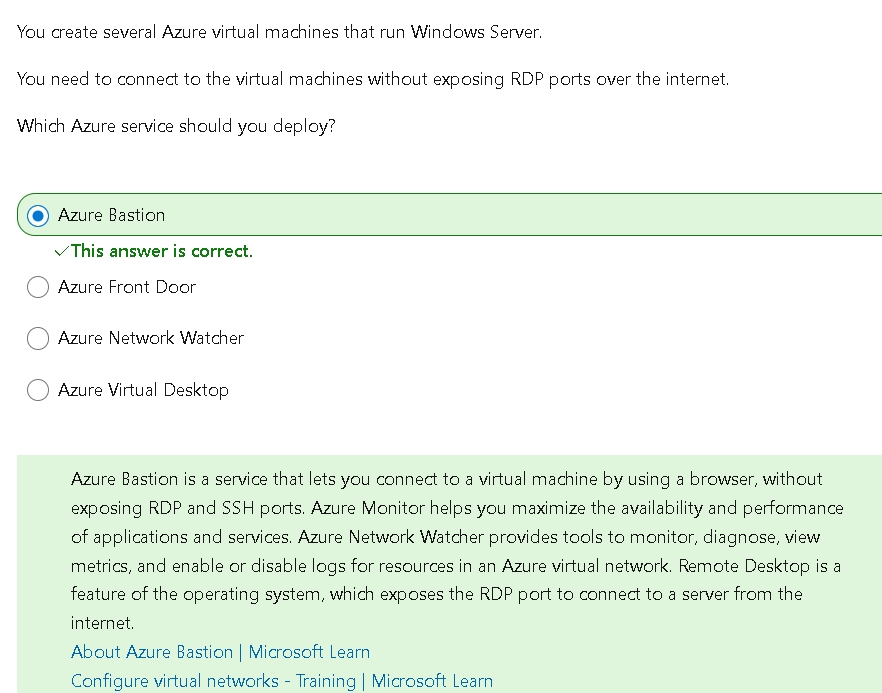 You create several Azure virtual machines that run Windows Server.
You need to connect to the virtual machines without exposing RDP ports over the internet.
Which Azure service should you deploy?
Azure Bastion
✓This answer is correct.
Azure Front Door
Azure Network Watcher
Azure Virtual Desktop
Azure Bastion is a service that lets you connect to a virtual machine by using a browser, without
exposing RDP and SSH ports. Azure Monitor helps you maximize the availability and performance
of applications and services. Azure Network Watcher provides tools to monitor, diagnose, view
metrics, and enable or disable logs for resources in an Azure virtual network. Remote Desktop is a
feature of the operating system, which exposes the RDP port to connect to a server from the
internet.
About Azure Bastion | Microsoft Learn
Configure virtual networks - Training | Microsoft Learn